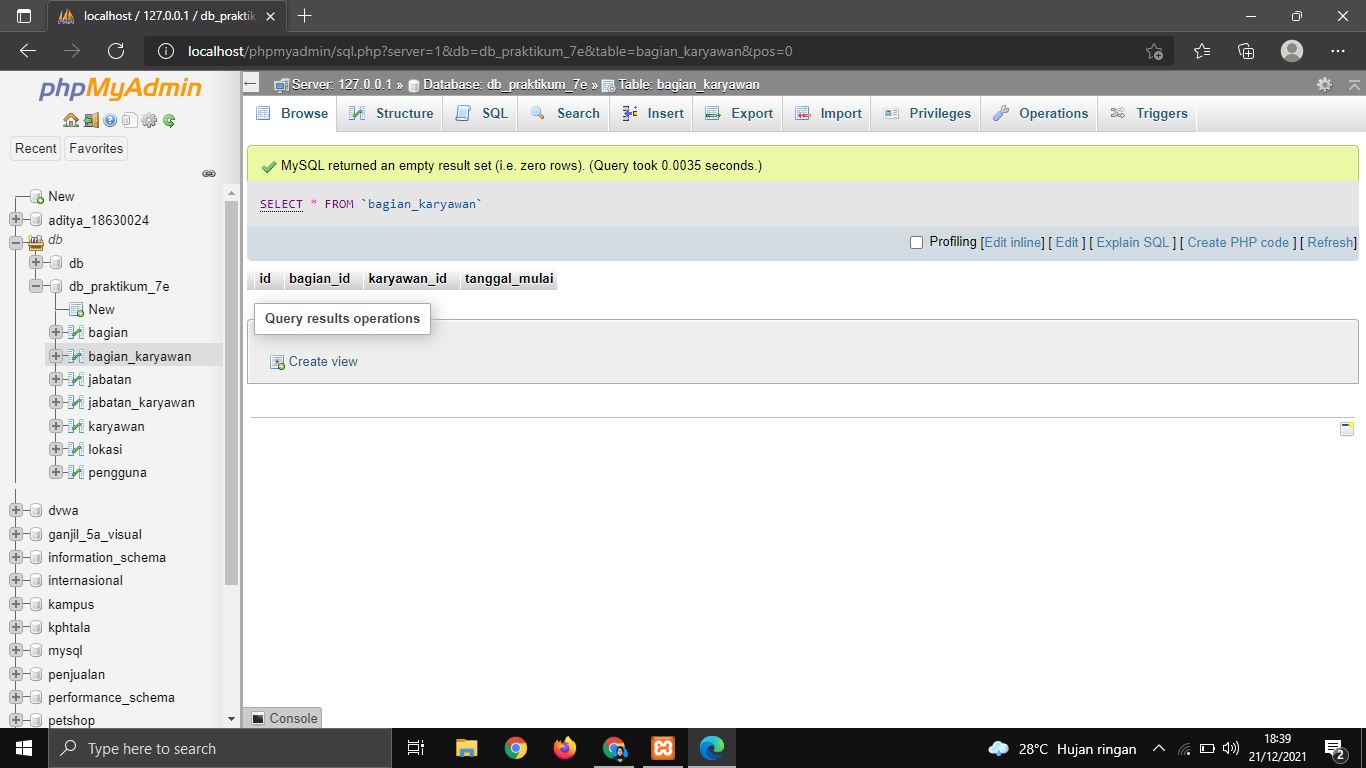 localhost / 127.0.0.1 / db_praktik
localhost/phpmyadmin/sql.php?server=1&db=db_praktikum_7e&table=bagian_karyawan&pos=0
phpMyAdmin
Recent Favorites
New
aditya_18630024
db
db
db_praktikum_7e
New
bagian
bagian_karyawan
jabatan
jabatan_karyawan
karyawan
lokasi
pengguna
dvwa
ganjil_5a_visual
information_schema
internasional
kampus
kphtala
mysql
penjualan
performance_schema
petshop
Server: 127.0.0.1 » Database: db_praktikum_7e » Table: bagian_karyawan
Browse Structure SQL Search Insert Export Import Privileges Operations Triggers
MySQL returned an empty result set (i.e. zero rows). (Query took 0.0035 seconds.)
SELECT * FROM `bagian_karyawan`
Profiling [Edit inline] [ Edit ] [ Explain SQL ] [ Create PHP code ] [ Refresh]
id bagian_id karyawan_id tanggal_mulai
Query results operations
Create view
Console
Type here to search
28°C Hujan ringan
18:39
21/12/2021
2